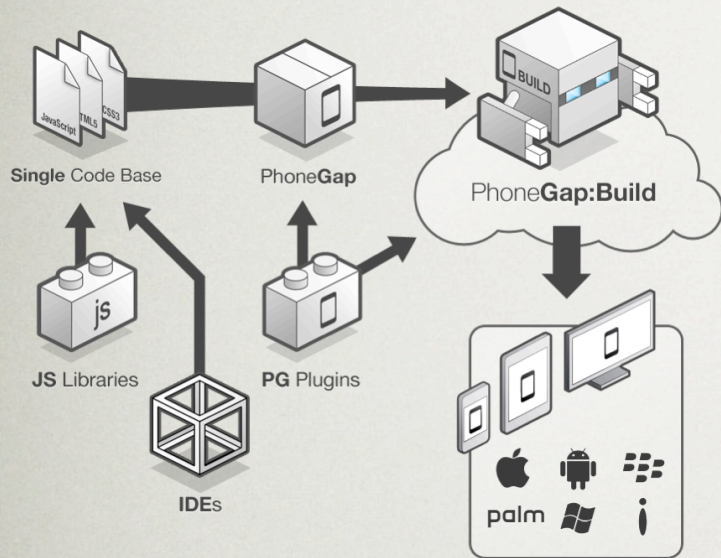 JavaScript
HTML5
CSS3
BUILD
Single Code Base
PhoneGap
PhoneGap:Build
js
JS Libraries
PG Plugins
IDEs
palm